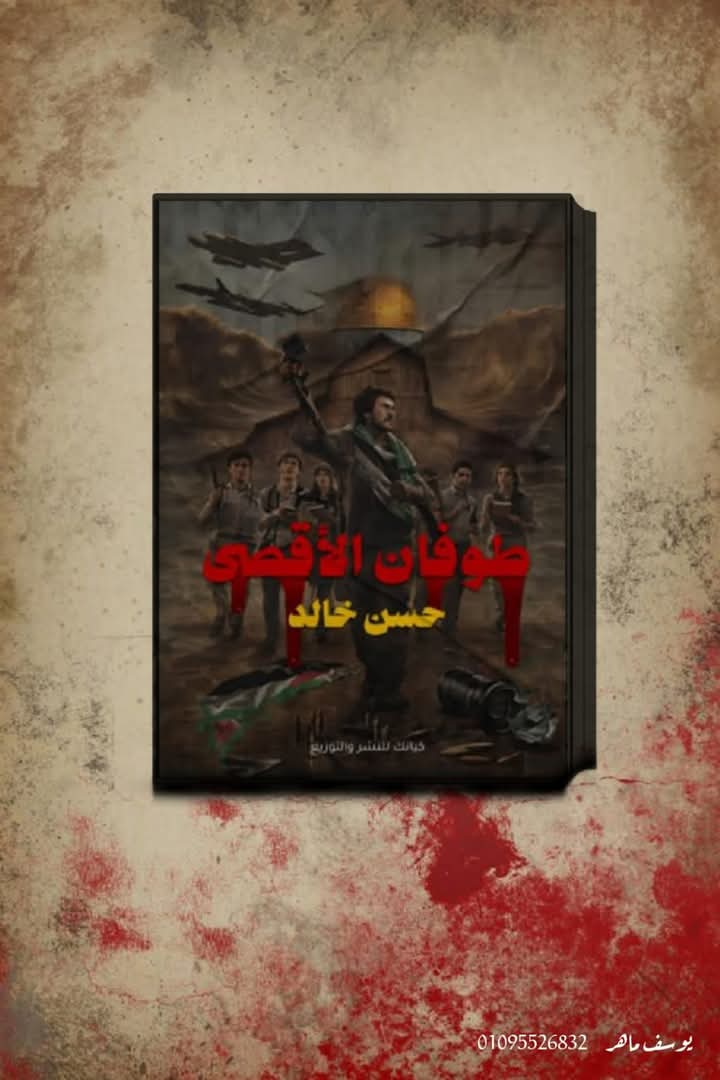 طوفان الأقصى
حسن خالد
كيانك للنشر والتوزيع
يوسف ماهر 01095526832